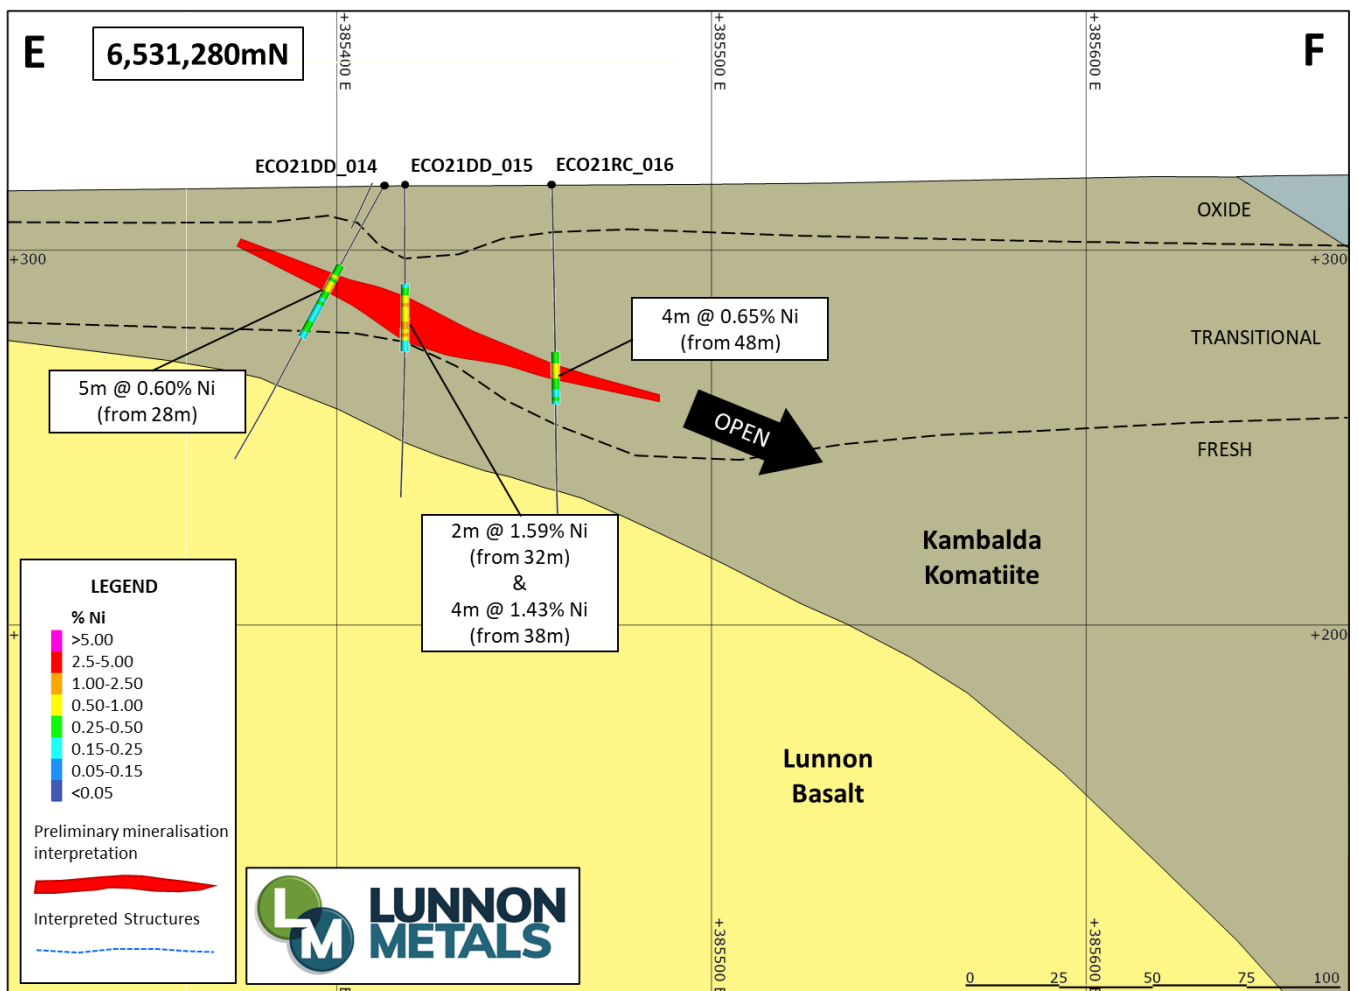 E
6,531,280mN
+385400 E
+385500 E
+385600 E
F
ECO21DD_014
ECO21DD_015
ECO21RC_016
OXIDE
+300
+300
TRANSITIONAL
4m @ 0.65% Ni
(from 48m)
5m @ 0.60% Ni
(from 28m)
OPEN
FRESH
2m @ 1.59% Ni
(from 32m)
&
4m @ 1.43% Ni
(from 38m)
Kambalda
Komatiite
+200
Lunnon
Basalt
LEGEND
% Ni
>5.00
2.5-5.00
1.00-2.50
0.50-1.00
0.25-0.50
0.15-0.25
0.05-0.15
<0.05
Preliminary mineralisation
interpretation
Interpreted Structures
LM
LUNNON
METALS
+385500 E
+385600 E
0 25 50 75 100